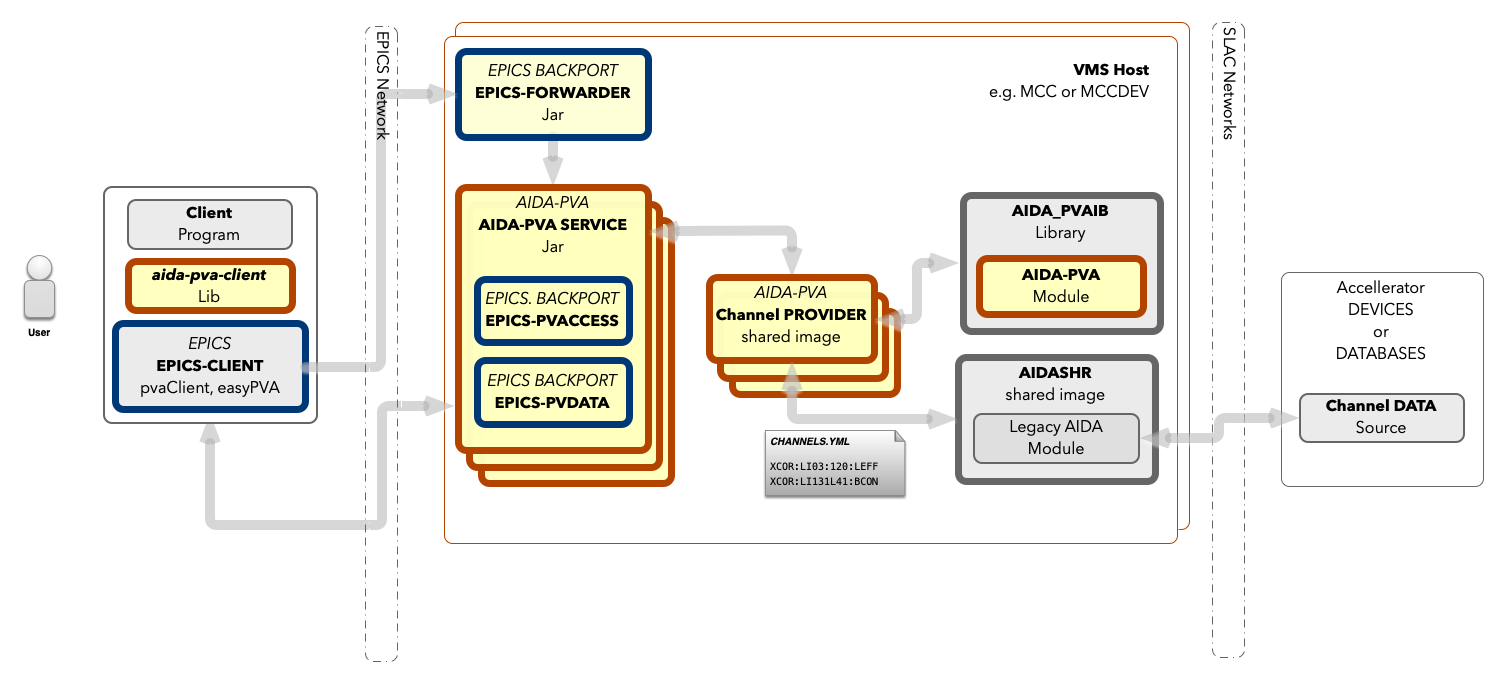 User
Client
Program
aida-pva-client
Lib
EPICS
EPICS-CLIENT
pvaClient, easyPVA
EPICS Network
EPICS BACKPORT
EPICS-FORWARDER
Jar
VMS Host
e.g. MCC or MCCDEV
AIDA-PVA
AIDA-PVA SERVICE
Jar
EPICS. BACKPORT
EPICS-PVACCESS
EPICS BACKPORT
EPICS-PVDATA
AIDA-PVA
Channel PROVIDER
shared image
CHANNELS.YML
XCOR:LI03:120:LEFF
XCOR:LI131L41:BCON
AIDA_PVAIB
Library
AIDA-PVA
Module
AIDASHR
shared image
Legacy AIDA
Module
SLAC Networks
Accellerator
DEVICES
or
DATABASES
Channel DATA
Source